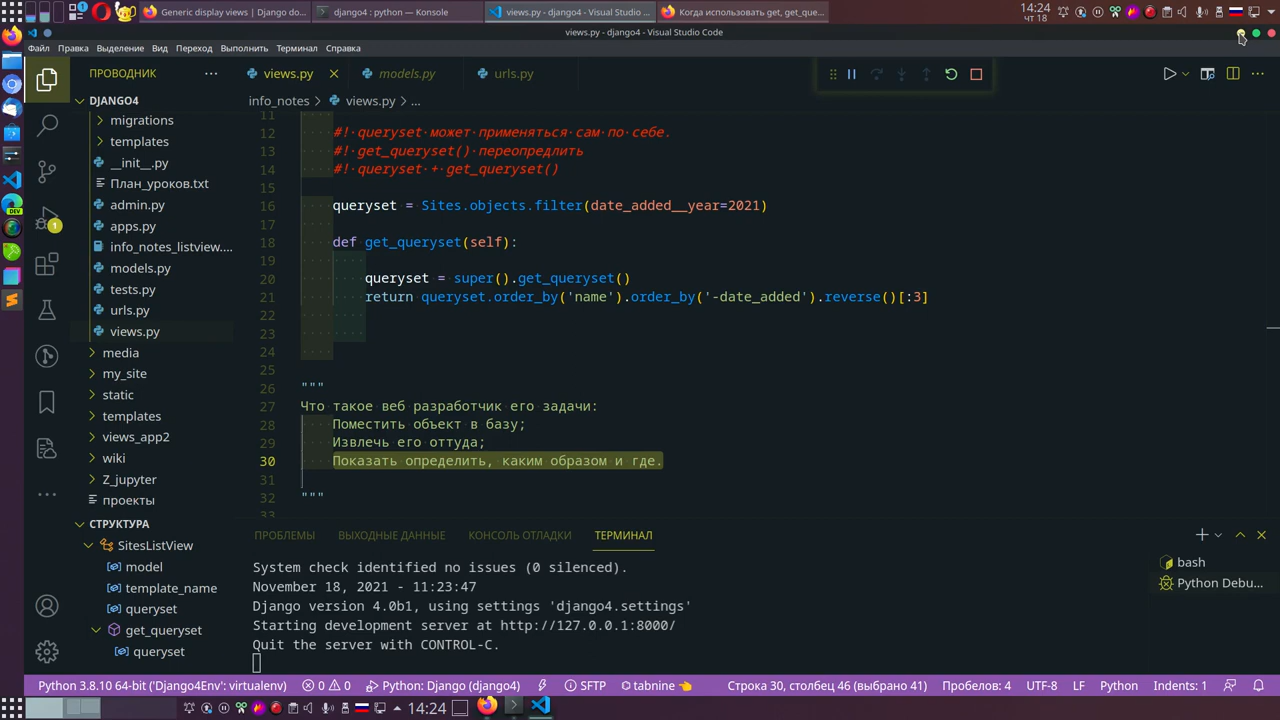 Generic display views | Django do...
django4 : python — Konsole
views.py - django4 - Visual Studio ...
Когда использовать get, get_que...
14:24
чт 18
views.py - django4 - Visual Studio Code
Файл Правка Выделение Вид Переход Выполнить Терминал Справка
ПРОВОДНИК
views.py
models.py
urls.py
DJANGO4
info_notes > views.py > ...
migrations
templates
__init__.py
План_уроков.txt
admin.py
apps.py
info_notes_listview....
models.py
tests.py
urls.py
views.py
media
my_site
static
templates
views_app2
wiki
Z_jupyter
проекты
СТРУКТУРА
SitesListView
model
template_name
queryset
get_queryset
queryset
11
12 #! queryset может применяться сам по себе.
13 #! get_queryset() переопредлить
14 #! queryset + get_queryset()
15
16 queryset = Sites.objects.filter(date_added__year=2021)
17
18 def get_queryset(self):
19
20 queryset = super().get_queryset()
21 return queryset.order_by('name').order_by('-date_added').reverse()[:3]
22
23
24
25
26 """
27 Что такое веб разработчик его задачи:
28 Поместить объект в базу;
29 Извлечь его оттуда;
30 Показать определить, каким образом и где.
31
32 """
33
ПРОБЛЕМЫ ВЫХОДНЫЕ ДАННЫЕ КОНСОЛЬ ОТЛАДКИ ТЕРМИНАЛ
System check identified no issues (0 silenced).
November 18, 2021 - 11:23:47
Django version 4.0b1, using settings 'django4.settings'
Starting development server at http://127.0.0.1:8000/
Quit the server with CONTROL-C.
bash
Python Debu...
1
DEV
Python 3.8.10 64-bit ('Django4Env': virtualenv) 0 0 Python: Django (django4) SFTP tabnine Строка 30, столбец 46 (выбрано 41) Пробелов: 4 UTF-8 LF Python Indents: 1
14:24